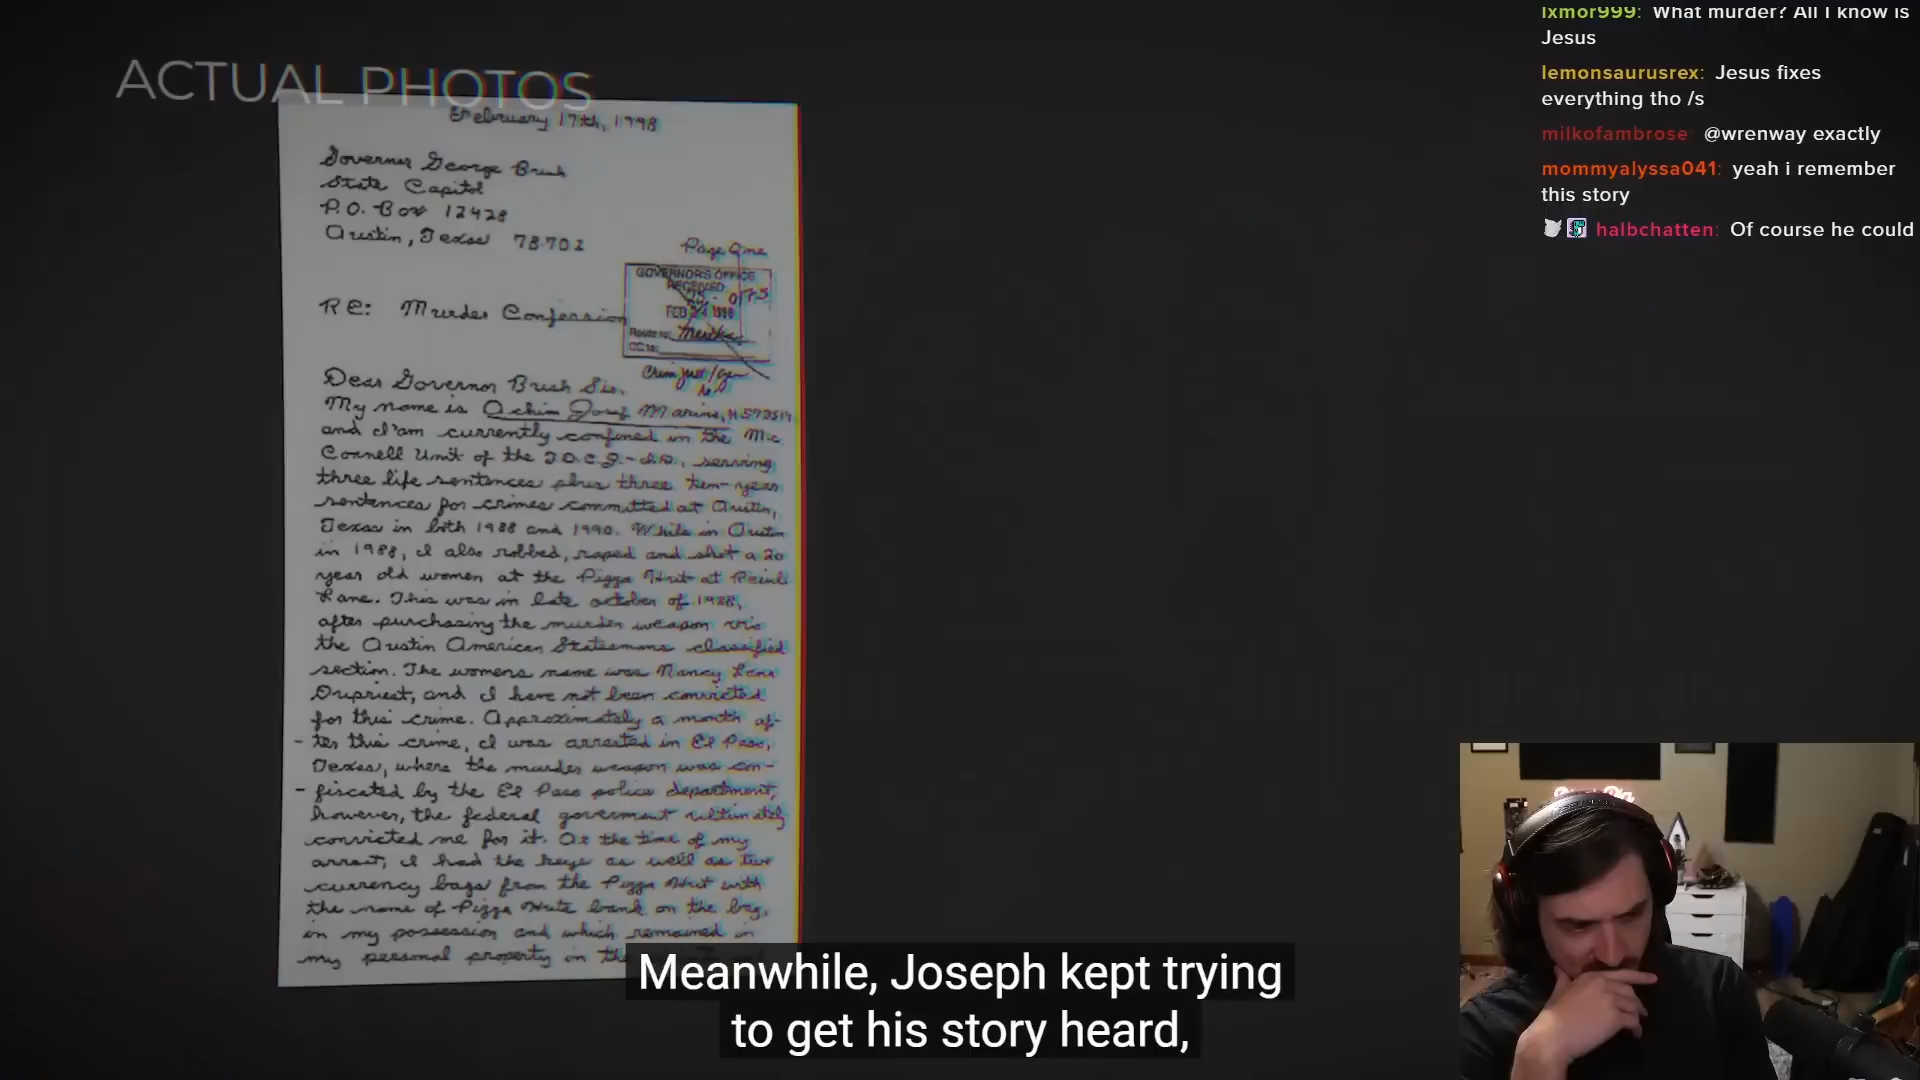 ACTUAL PHOTOS
February 17th, 1998
Governor George Bush
State Capitol
P.O. Box 12428
Austin, Texas 78702
Page One
GOVERNOR'S OFFICE
RECEIVED
Route to:
CC to:
RE: Murder Confession
Dear Governor Bush Sir,
My name is Achim Josef Marino,
and I am currently confined in the Mc
Connell Unit of the T.D.C.J.-I.D., serving
three life sentences plus three ten-year
sentences for crimes committed at Austin,
Texas in both 1988 and 1990. While in Austin
in 1988, I also robbed, raped and shot a 20
year old women at the Pizza Hut at Reinli
Lane. This was in late october of 1988,
after purchasing the murder weapon via
the Austin American Statesmans classified
section. The womens name was Nancy Lena
Dupriest, and I have not been convicted
for this crime. Approximately a month af-
- ter this crime, I was arrested in El Paso,
Texas, where the murder weapon was con-
- fiscated by the El Paso police department,
however, the federal goverment ultimately
convicted me for it. At the time of my
arrest, I had the keys as well as two
currency bags from the Pizza Hut with
the name of Pizza Huts bank on the bag,
in my possession and which remained in
my personal property in the
Meanwhile, Joseph kept trying
to get his story heard,
lxmor999: What murder? All I know is
Jesus
lemonsaurusrex: Jesus fixes
everything tho /s
milkofambrose: @wrenway exactly
mommyalyssa041: yeah i remember
this story
halbchatten: Of course he could